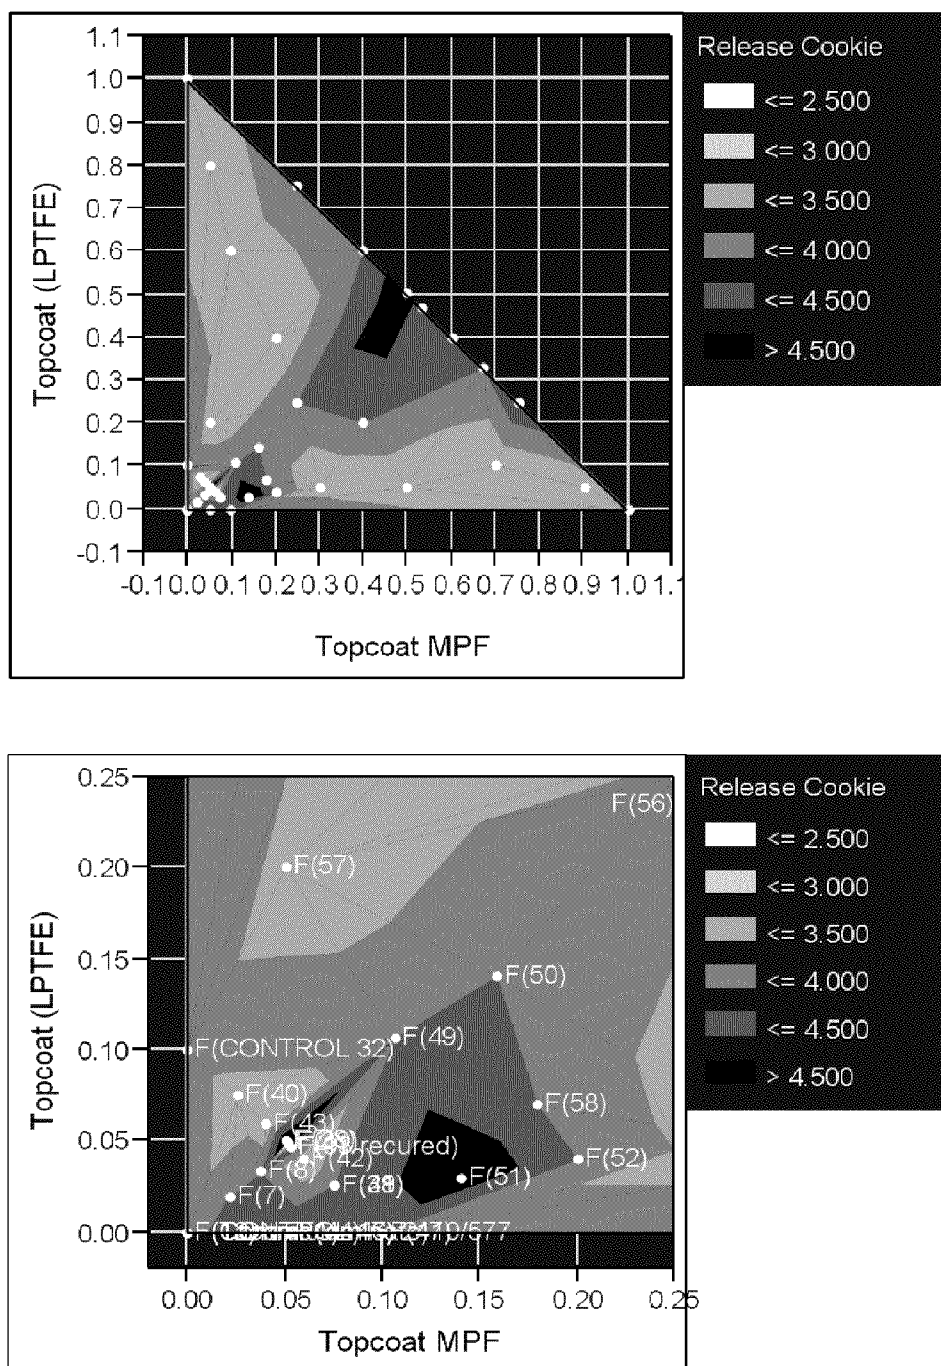 1.1
1.0
0.9
0.8
0.7
0.6
0.5
0.4
0.3
0.2
0.1
0.0
-0.1
Topcoat (LPTFE)
-0.1 0.0 0.1 0.2 0.3 0.4 0.5 0.6 0.7 0.8 0.9 1.0 1.1
Topcoat MPF
Release Cookie
<= 2.500
<= 3 000
<= 3.500
<= 4 000
<= 4.500
> 4.500
0.25
0.20
0.15
0.10
0.05
0.00
Topcoat (LPTFE)
F(56)
F(57)
F(50)
F(49)
F(CONTROL 32)
F(40)
F(43)
F(58)
recured)
F(42)
F(52)
F(8)
F(51)
F(7)
0.00 0.05 0.10 0.15 0.20 0.25
Topcoat MPF
Release Cookie
<= 2.500
<= 3.000
<= 3.500
<= 4.000
<= 4.500
> 4.500